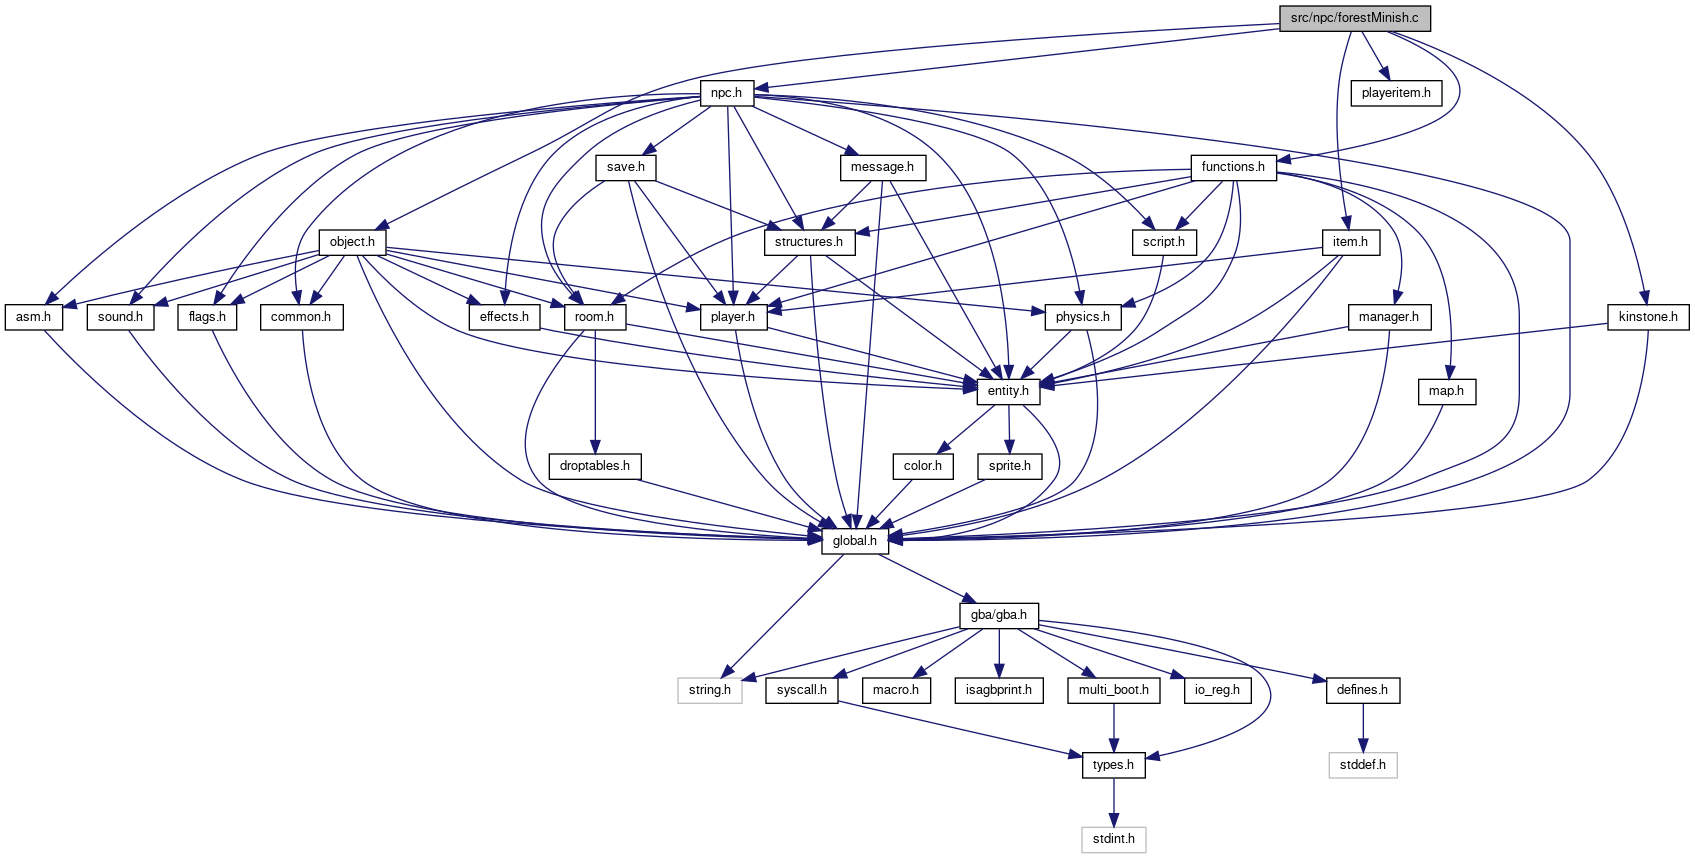 src/npc/forestMinish.c
npc.h
playeritem.h
save.h
message.h
functions.h
object.h
structures.h
script.h
item.h
asm.h
sound.h
flags.h
common.h
effects.h
room.h
player.h
physics.h
manager.h
kinstone.h
entity.h
map.h
droptables.h
color.h
sprite.h
global.h
gba/gba.h
string.h
syscall.h
macro.h
isagbprint.h
multi_boot.h
io_reg.h
defines.h
types.h
stddef.h
stdint.h